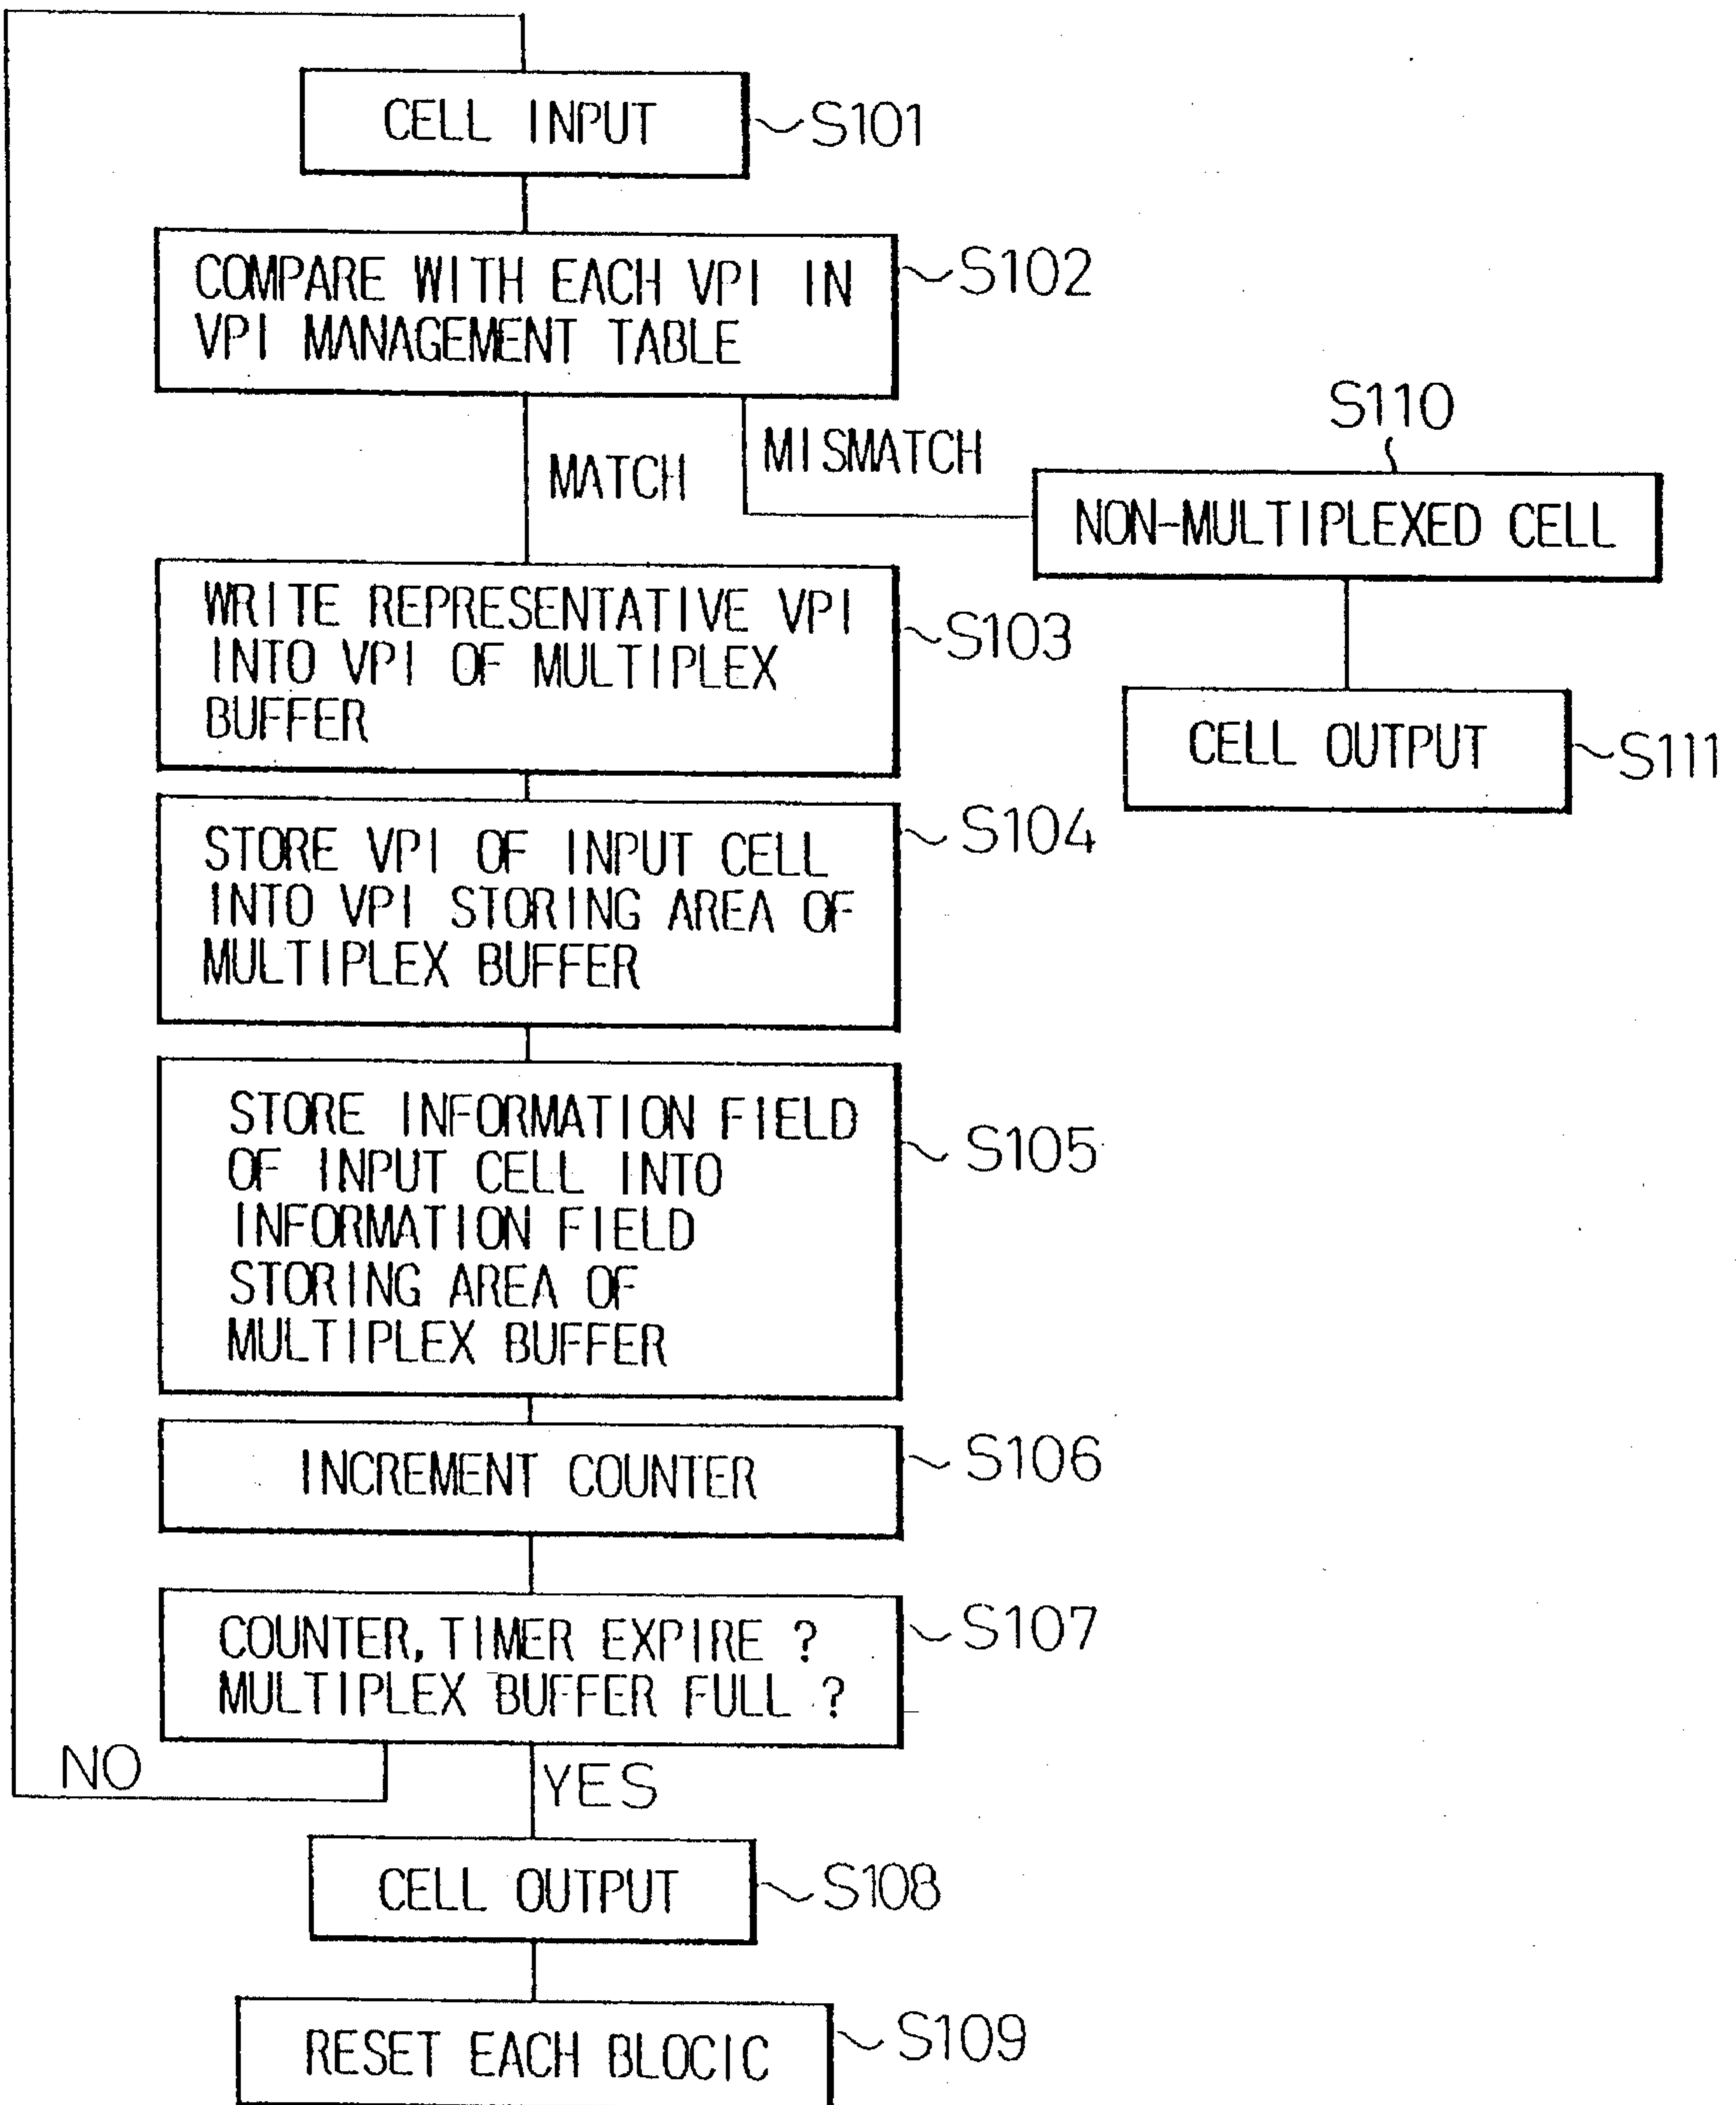 CELL INPUT
S101
COMPARE WITH EACH VPI IN
VPI MANAGEMENT TABLE
S102
MATCH
MISMATCH
S110
NON-MULTIPLEXED CELL
CELL OUTPUT
S111
WRITE REPRESENTATIVE VPI
INTO VPI OF MULTIPLEX
BUFFER
S103
STORE VPI OF INPUT CELL
INTO VPI STORING AREA OF
MULTIPLEX BUFFER
S104
STORE INFORMATION FIELD
OF INPUT CELL INTO
INFORMATION FIELD
STORING AREA OF
MULTIPLEX BUFFER
S105
INCREMENT COUNTER
S106
COUNTER, TIMER EXPIRE ?
MULTIPLEX BUFFER FULL ?
S107
NO
YES
CELL OUTPUT
S108
RESET EACH BLOCIC
S109